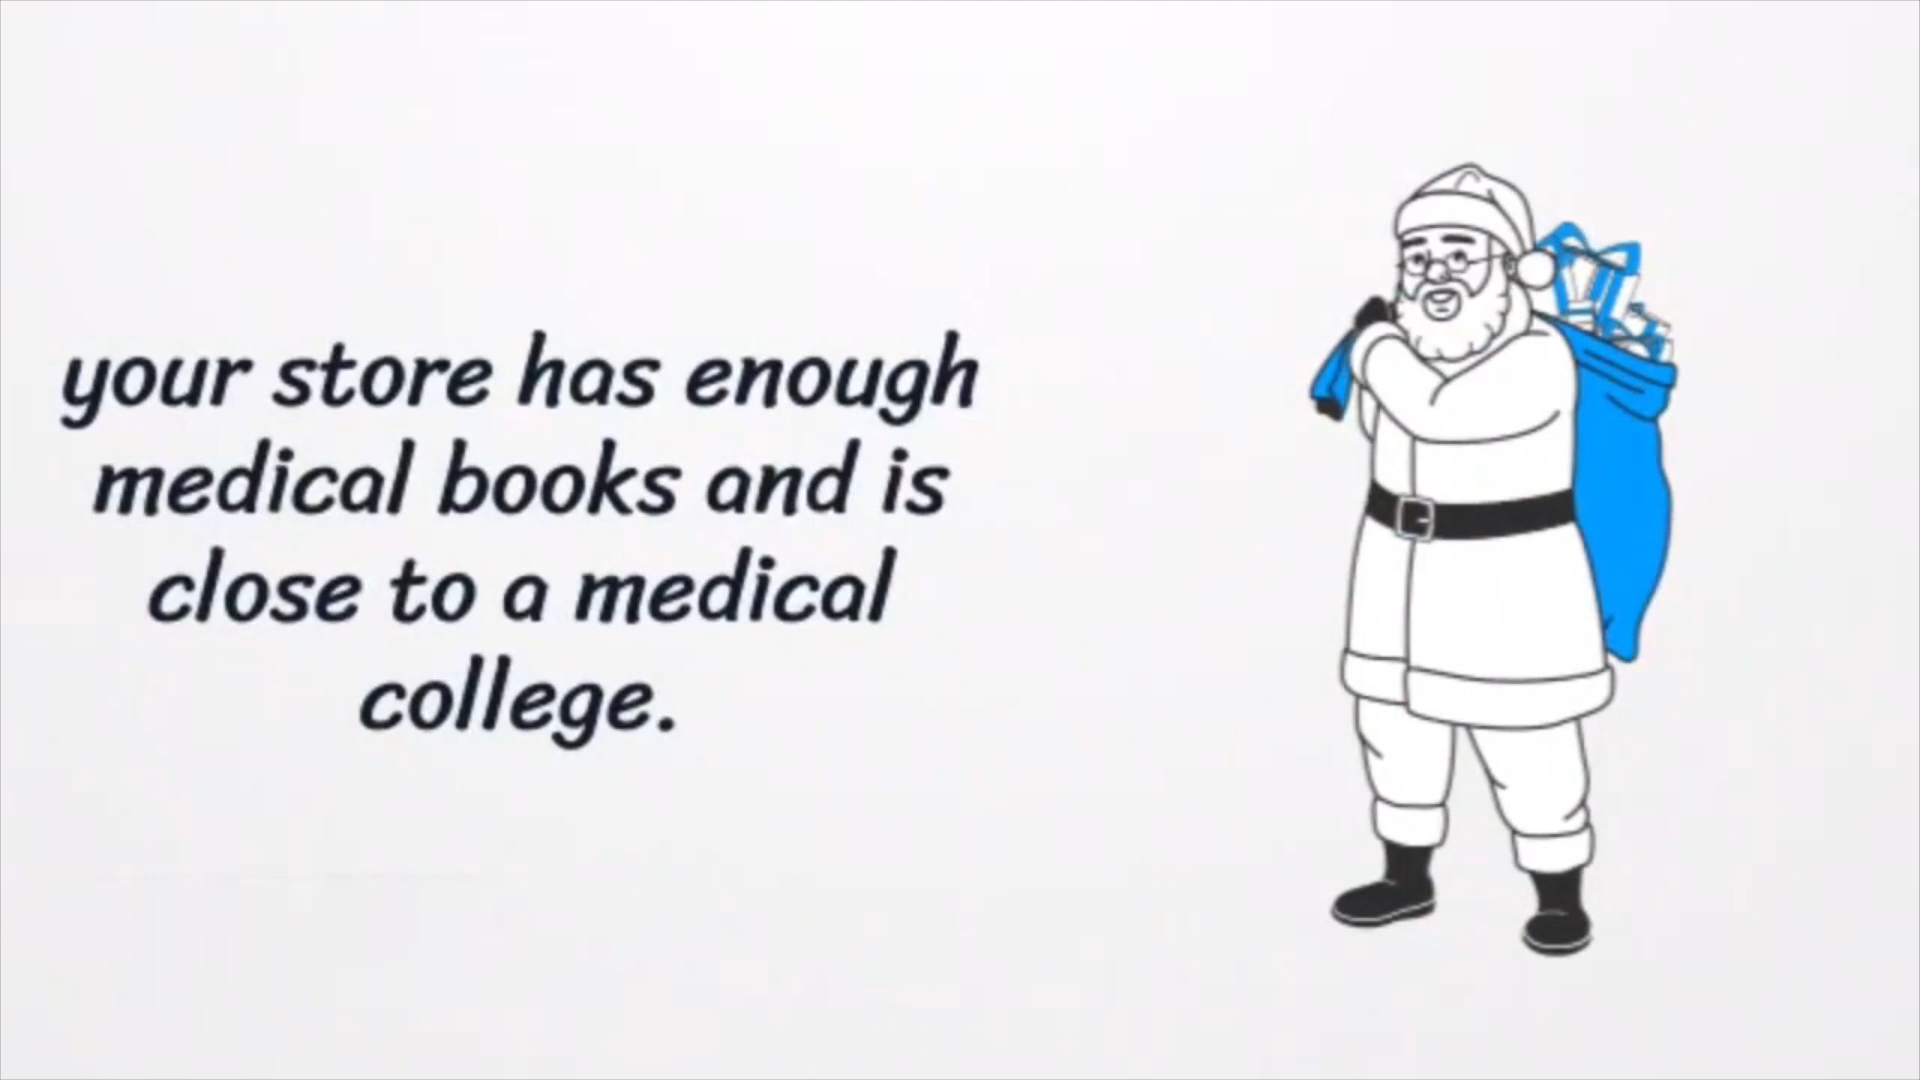 your store has enough
medical books and is
close to a medical
college.